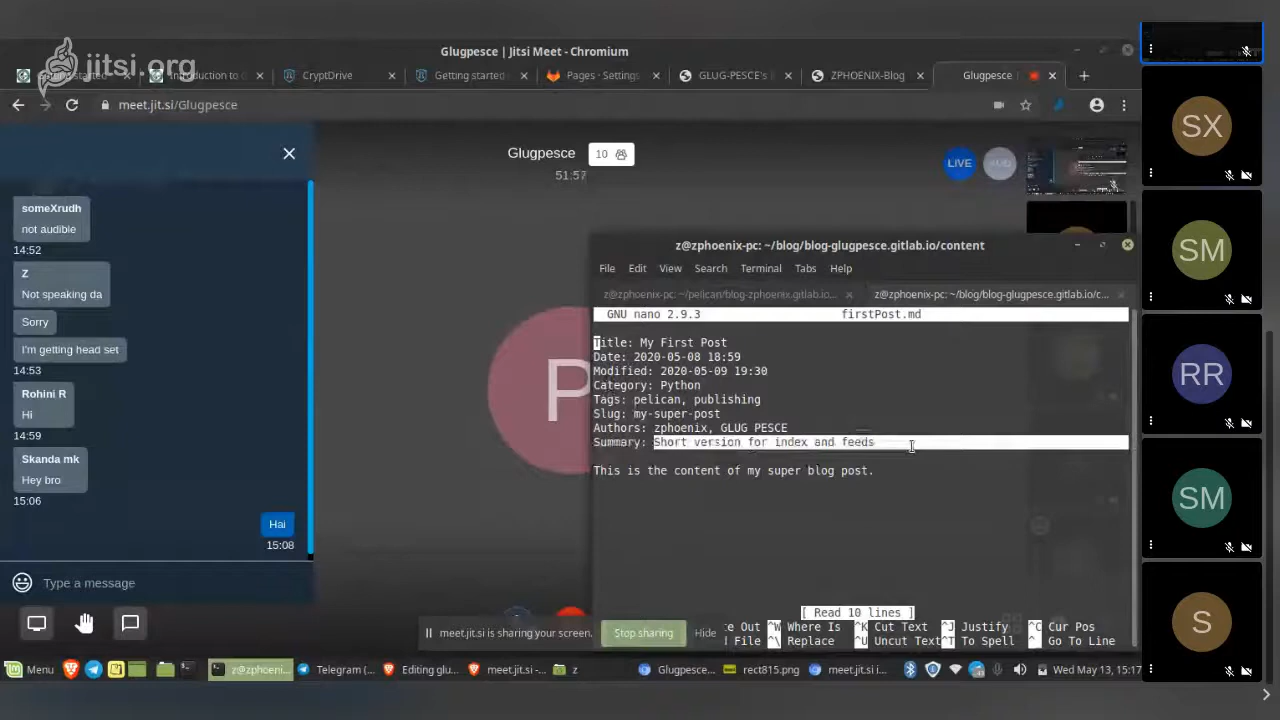 Glugpesce | Jitsi Meet - Chromium
jitsi.org
Introduction to
CryptDrive
Getting started
Pages · Settings
GLUG-PESCE's
ZPHOENIX-Blog
Glugpesce
meet.jit.si/Glugpesce
Glugpesce
10
51:57
LIVE
someXrudh
not audible
14:52
Z
Not speaking da
Sorry
I'm getting head set
14:53
Rohini R
Hi
14:59
Skanda mk
Hey bro
15:06
Hai
15:08
Type a message
P
z@zphoenix-pc: ~/blog/blog-glugpesce.gitlab.io/content
File Edit View Search Terminal Tabs Help
z@zphoenix-pc: ~/pelican/blog-zphoenix.gitlab.io...
z@zphoenix-pc: ~/blog/blog-glugpesce.gitlab.io/c...
GNU nano 2.9.3 firstPost.md
Title: My First Post
Date: 2020-05-08 18:59
Modified: 2020-05-09 19:30
Category: Python
Tags: pelican, publishing
Slug: my-super-post
Authors: zphoenix, GLUG PESCE
Summary: Short version for index and feeds
This is the content of my super blog post.
[ Read 10 lines ]
e Out ^W Where Is ^K Cut Text ^J Justify ^C Cur Pos
d File ^\ Replace ^U Uncut Text ^T To Spell ^_ Go To Line
meet.jit.si is sharing your screen.
Stop sharing
Hide
Menu
z@zphoeni...
Telegram (...
Editing glu...
meet.jit.si -...
z
Glugpesce...
rect815.png
meet.jit.si ...
Wed May 13, 15:17
SX
SM
RR
SM
S